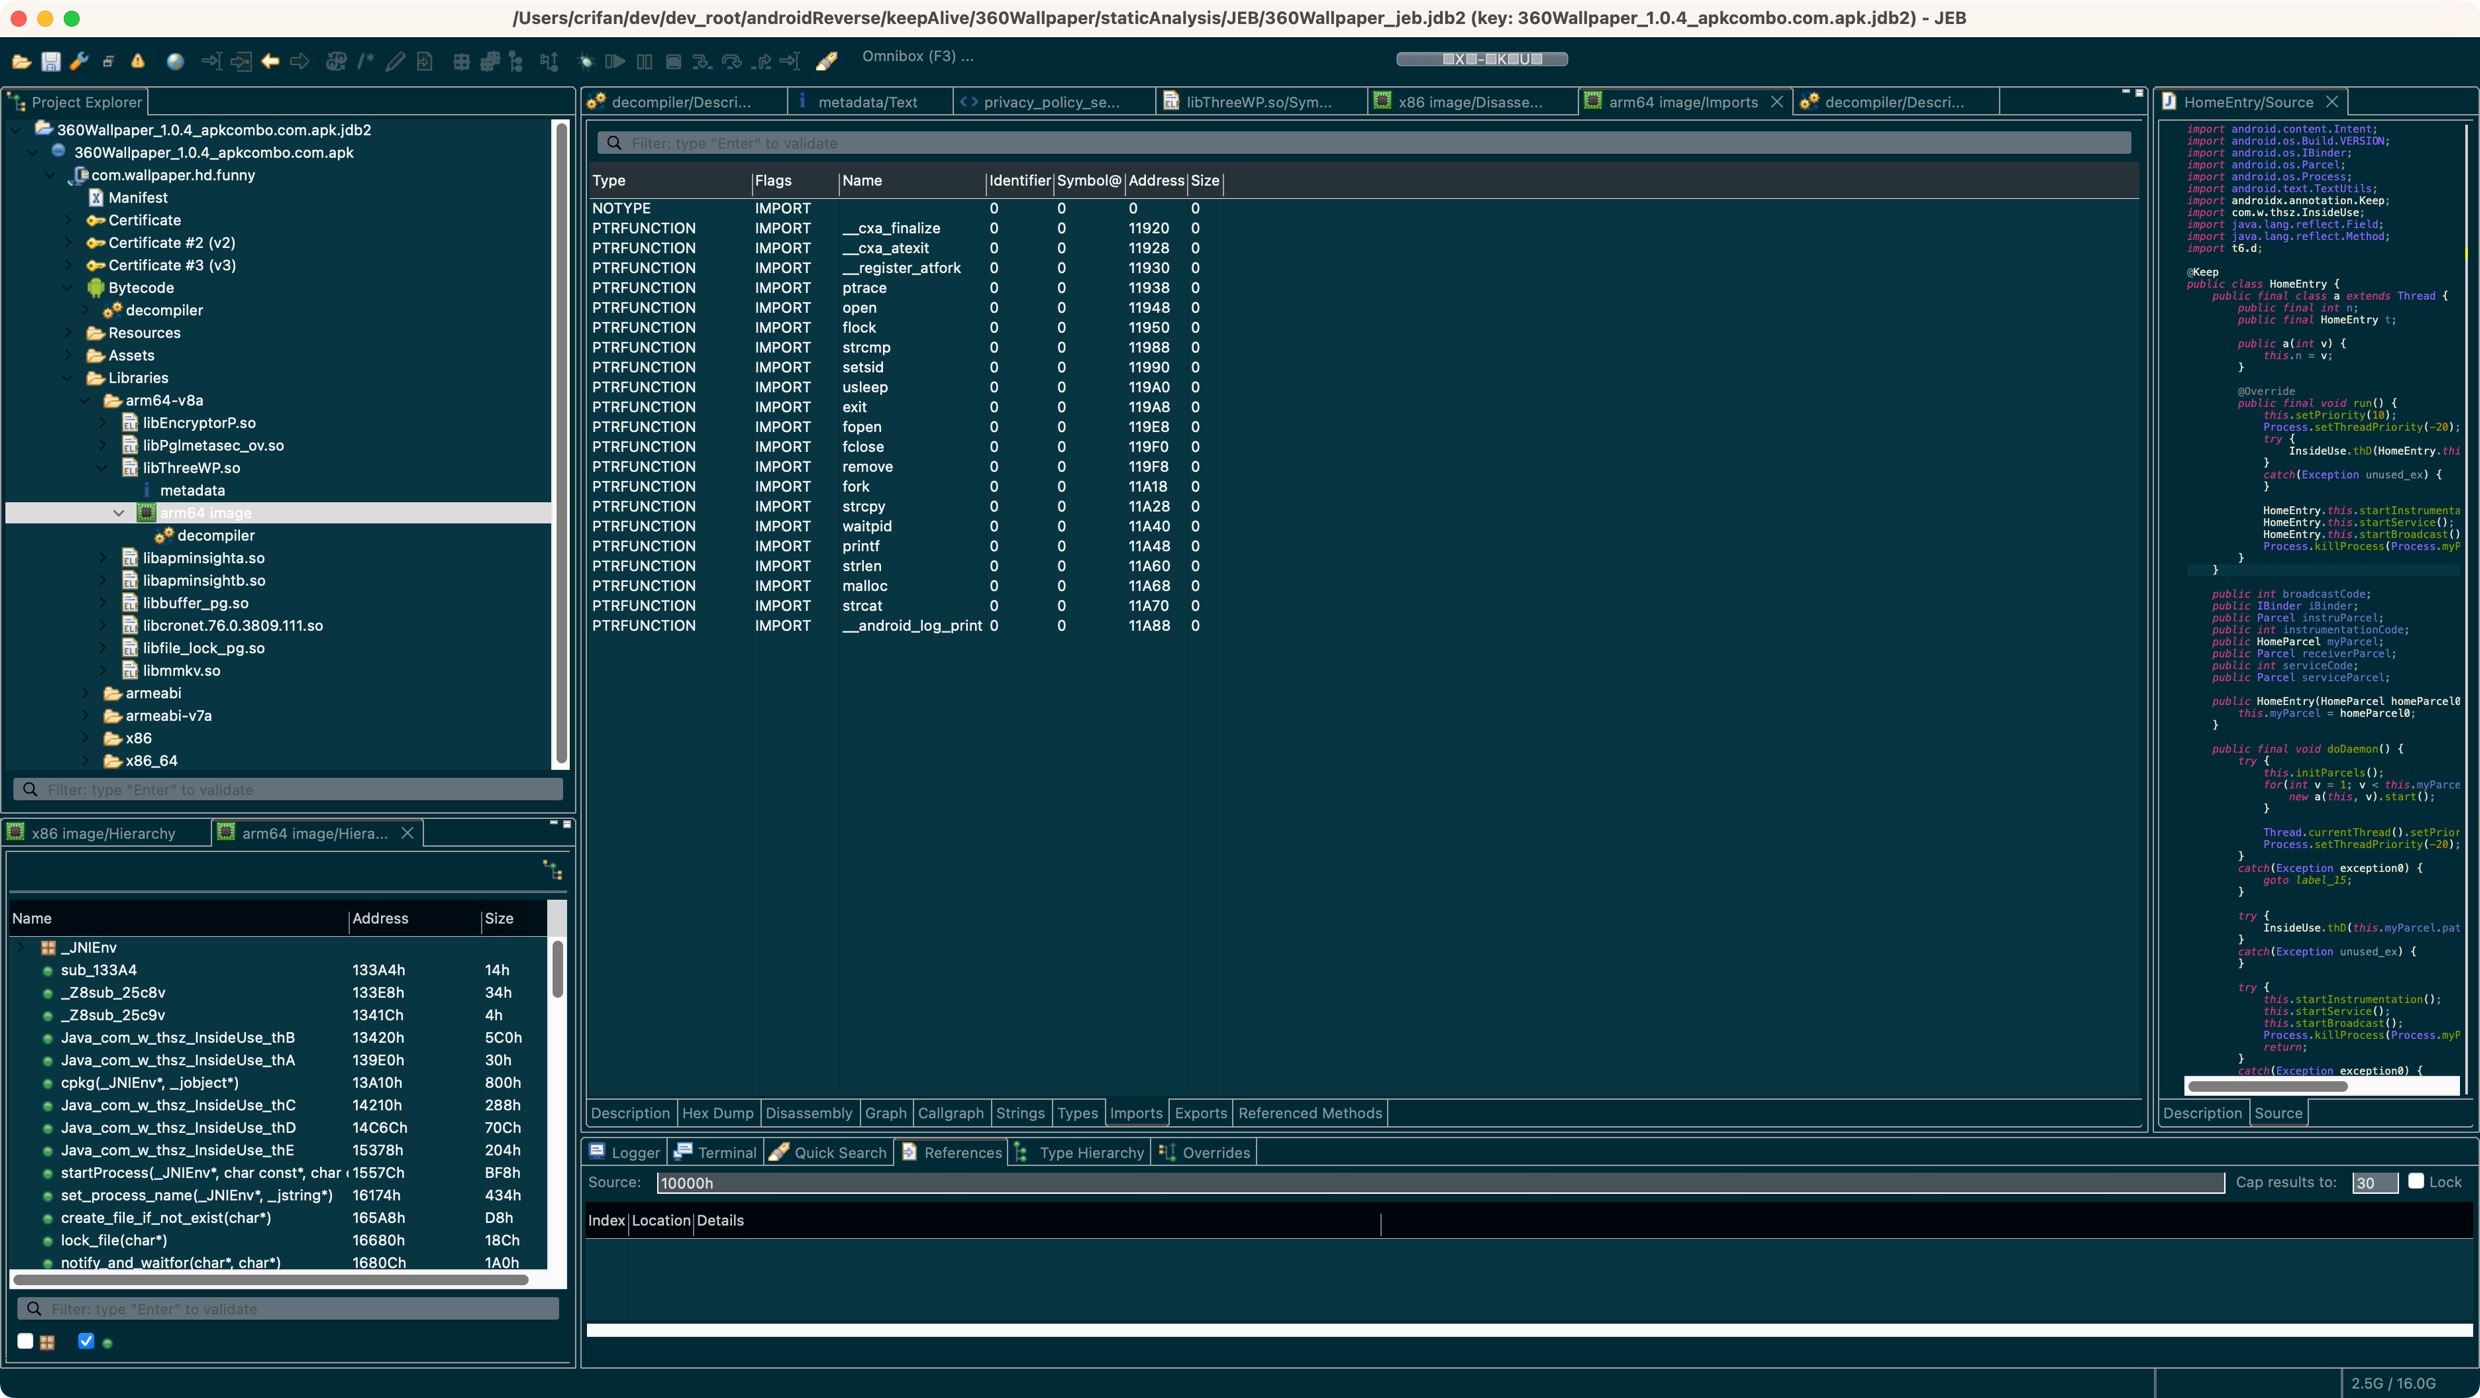 /Users/crifan/dev/dev_root/androidReverse/keepAlive/360Wallpaper/staticAnalysis/JEB/360Wallpaper_jeb.jdb2 (key: 360Wallpaper_1.0.4_apkcombo.com.apk.jdb2) - JEB
Omnibox (F3) ...
Project Explorer
360Wallpaper_1.0.4_apkcombo.com.apk.jdb2
360Wallpaper_1.0.4_apkcombo.com.apk
com.wallpaper.hd.funny
Manifest
Certificate
Certificate #2 (v2)
Certificate #3 (v3)
Bytecode
decompiler
Resources
Assets
Libraries
arm64-v8a
libEncryptorP.so
libPglmetasec_ov.so
libThreeWP.so
metadata
arm64 image
decompiler
libapminsighta.so
libapminsightb.so
libbuffer_pg.so
libcronet.76.0.3809.111.so
libfile_lock_pg.so
libmmkv.so
armeabi
armeabi-v7a
x86
x86_64
Filter: type "Enter" to validate
x86 image/Hierarchy
arm64 image/Hiera...
Name Address Size
_JNIEnv
sub_133A4 133A4h 14h
_Z8sub_25c8v 133E8h 34h
_Z8sub_25c9v 1341Ch 4h
Java_com_w_thsz_InsideUse_thB 13420h 5C0h
Java_com_w_thsz_InsideUse_thA 139E0h 30h
cpkg(_JNIEnv*, _jobject*) 13A10h 800h
Java_com_w_thsz_InsideUse_thC 14210h 288h
Java_com_w_thsz_InsideUse_thD 14C6Ch 70Ch
Java_com_w_thsz_InsideUse_thE 15378h 204h
startProcess(_JNIEnv*, char const*, char c 1557Ch BF8h
set_process_name(_JNIEnv*, _jstring*) 16174h 434h
create_file_if_not_exist(char*) 165A8h D8h
lock_file(char*) 16680h 18Ch
notify_and_waitfor(char*, char*) 1680Ch 1A0h
Filter: type "Enter" to validate
decompiler/Descri...
metadata/Text
privacy_policy_se...
libThreeWP.so/Sym...
x86 image/Disasse...
arm64 image/Imports
decompiler/Descri...
Filter: type "Enter" to validate
Type Flags Name Identifier Symbol@ Address Size
NOTYPE IMPORT 0 0 0 0
PTRFUNCTION IMPORT __cxa_finalize 0 0 11920 0
PTRFUNCTION IMPORT __cxa_atexit 0 0 11928 0
PTRFUNCTION IMPORT __register_atfork 0 0 11930 0
PTRFUNCTION IMPORT ptrace 0 0 11938 0
PTRFUNCTION IMPORT open 0 0 11948 0
PTRFUNCTION IMPORT flock 0 0 11950 0
PTRFUNCTION IMPORT strcmp 0 0 11988 0
PTRFUNCTION IMPORT setsid 0 0 11990 0
PTRFUNCTION IMPORT usleep 0 0 119A0 0
PTRFUNCTION IMPORT exit 0 0 119A8 0
PTRFUNCTION IMPORT fopen 0 0 119E8 0
PTRFUNCTION IMPORT fclose 0 0 119F0 0
PTRFUNCTION IMPORT remove 0 0 119F8 0
PTRFUNCTION IMPORT fork 0 0 11A18 0
PTRFUNCTION IMPORT strcpy 0 0 11A28 0
PTRFUNCTION IMPORT waitpid 0 0 11A40 0
PTRFUNCTION IMPORT printf 0 0 11A48 0
PTRFUNCTION IMPORT strlen 0 0 11A60 0
PTRFUNCTION IMPORT malloc 0 0 11A68 0
PTRFUNCTION IMPORT strcat 0 0 11A70 0
PTRFUNCTION IMPORT __android_log_print 0 0 11A88 0
Description Hex Dump Disassembly Graph Callgraph Strings Types Imports Exports Referenced Methods
Logger Terminal Quick Search References Type Hierarchy Overrides
Source: 10000h Cap results to: 30 Lock
Index Location Details
HomeEntry/Source
import android.content.Intent;
import android.os.Build.VERSION;
import android.os.IBinder;
import android.os.Parcel;
import android.os.Process;
import android.text.TextUtils;
import androidx.annotation.Keep;
import com.w.thsz.InsideUse;
import java.lang.reflect.Field;
import java.lang.reflect.Method;
import t6.d;
@Keep
public class HomeEntry {
public final class a extends Thread {
public final int n;
public final HomeEntry t;
public a(int v) {
this.n = v;
}
@Override
public final void run() {
this.setPriority(10);
Process.setThreadPriority(-20);
try {
InsideUse.thD(HomeEntry.thi
}
catch(Exception unused_ex) {
}
HomeEntry.this.startInstrumenta
HomeEntry.this.startService();
HomeEntry.this.startBroadcast()
Process.killProcess(Process.myP
}
}
public int broadcastCode;
public IBinder iBinder;
public Parcel instruParcel;
public int instrumentationCode;
public HomeParcel myParcel;
public Parcel receiverParcel;
public int serviceCode;
public Parcel serviceParcel;
public HomeEntry(HomeParcel homeParcel0
this.myParcel = homeParcel0;
}
public final void doDaemon() {
try {
this.initParcels();
for(int v = 1; v < this.myParce
new a(this, v).start();
}
Thread.currentThread().setPrior
Process.setThreadPriority(-20);
}
catch(Exception exception0) {
goto label_15;
}
try {
InsideUse.thD(this.myParcel.pat
}
catch(Exception unused_ex) {
}
try {
this.startInstrumentation();
this.startService();
this.startBroadcast();
Process.killProcess(Process.myP
return;
}
catch(Exception exception0) {
Description Source
2.5G / 16.0G